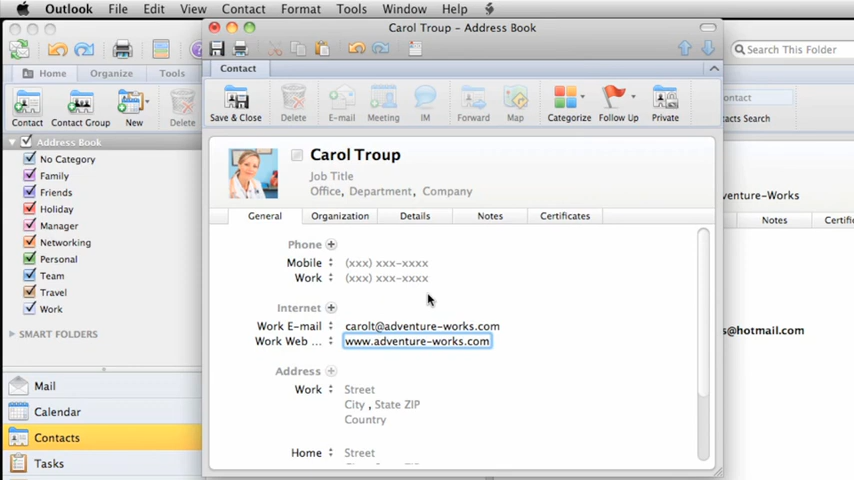 Outlook File Edit View Contact Format Tools Window Help
Carol Troup - Address Book
Search This Folder
Home Organize Tools
Contact
Contact Contact Group New Delete
Save & Close Delete E-mail Meeting IM Forward Map Categorize Follow Up Private
ontact
acts Search
Address Book
No Category
Family
Friends
Holiday
Manager
Networking
Personal
Team
Travel
Work
SMART FOLDERS
Mail
Calendar
Contacts
Tasks
Carol Troup
Job Title
Office, Department, Company
General Organization Details Notes Certificates
Phone
Mobile (xxx) xxx-xxxx
Work (xxx) xxx-xxxx
Internet
Work E-mail carolt@adventure-works.com
Work Web ... www.adventure-works.com
Address
Work Street
City , State ZIP
Country
Home Street
venture-Works
Notes Certific
s@hotmail.com